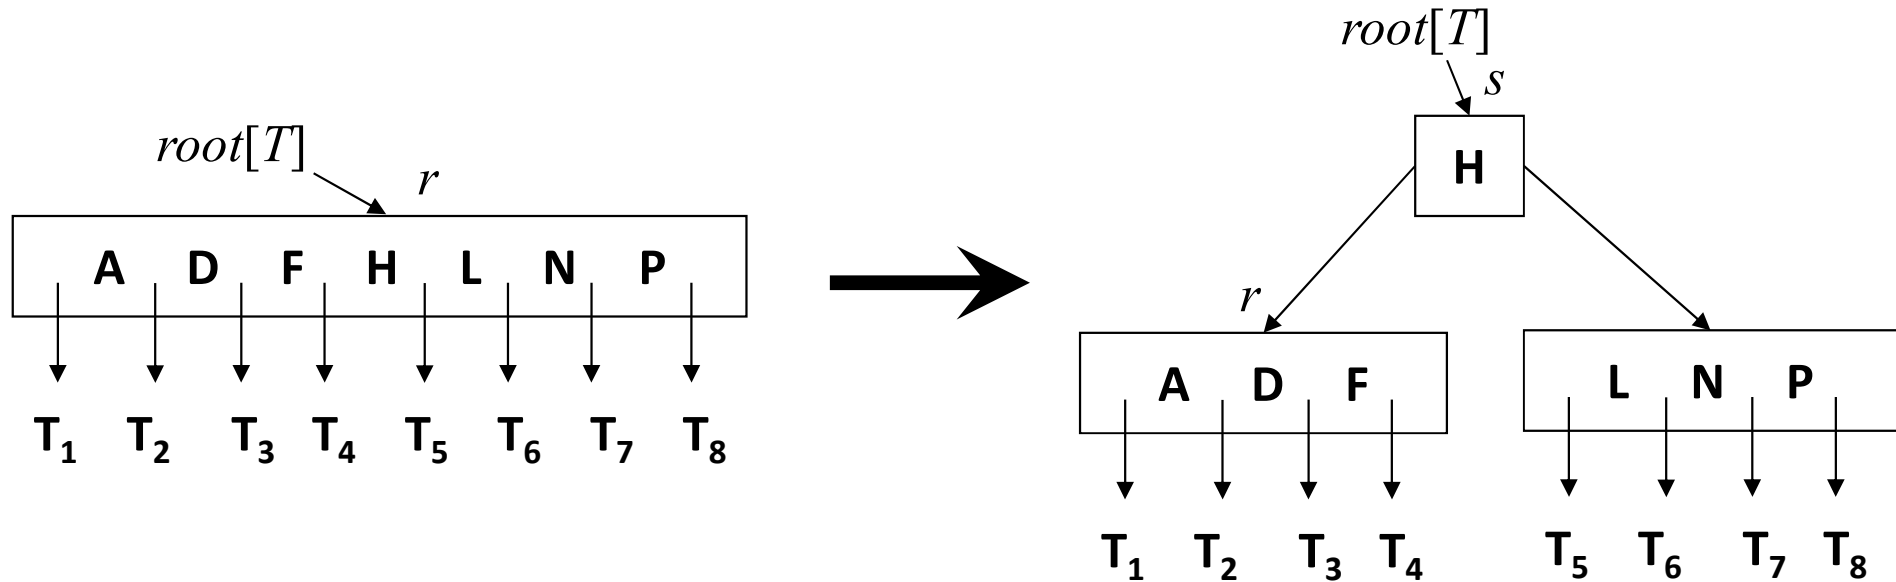 root[T]
r
A D F H L N P
T1 T2 T3 T4 T5 T6 T7 T8
root[T]
s
H
r
A D F
L N P
T1 T2 T3 T4
T5 T6 T7 T8